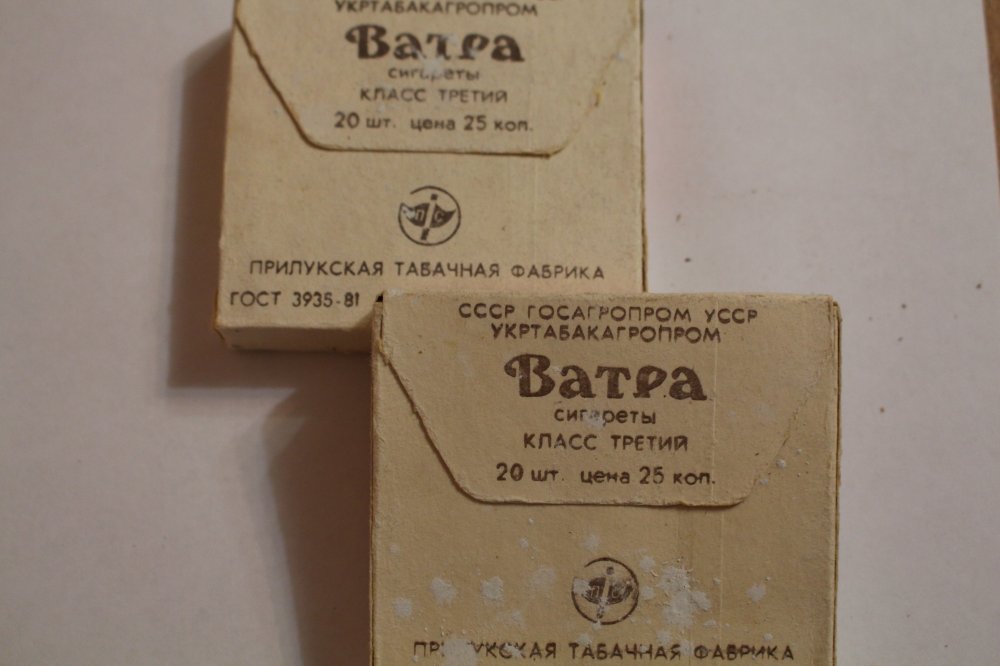 УКРТАБАКАГРОПРОМ
Ватра
сигареты
КЛАСС ТРЕТИЙ
20 шт. цена 25 коп.
ПРИЛУКСКАЯ ТАБАЧНАЯ ФАБРИКА
ГОСТ 3935-81
СССР ГОСАГРОПРОМ УССР
УКРТАБАКАГРОПРОМ
Ватра
сигареты
КЛАСС ТРЕТИЙ
20 шт. цена 25 коп.
ПРИЛУКСКАЯ ТАБАЧНАЯ ФАБРИКА